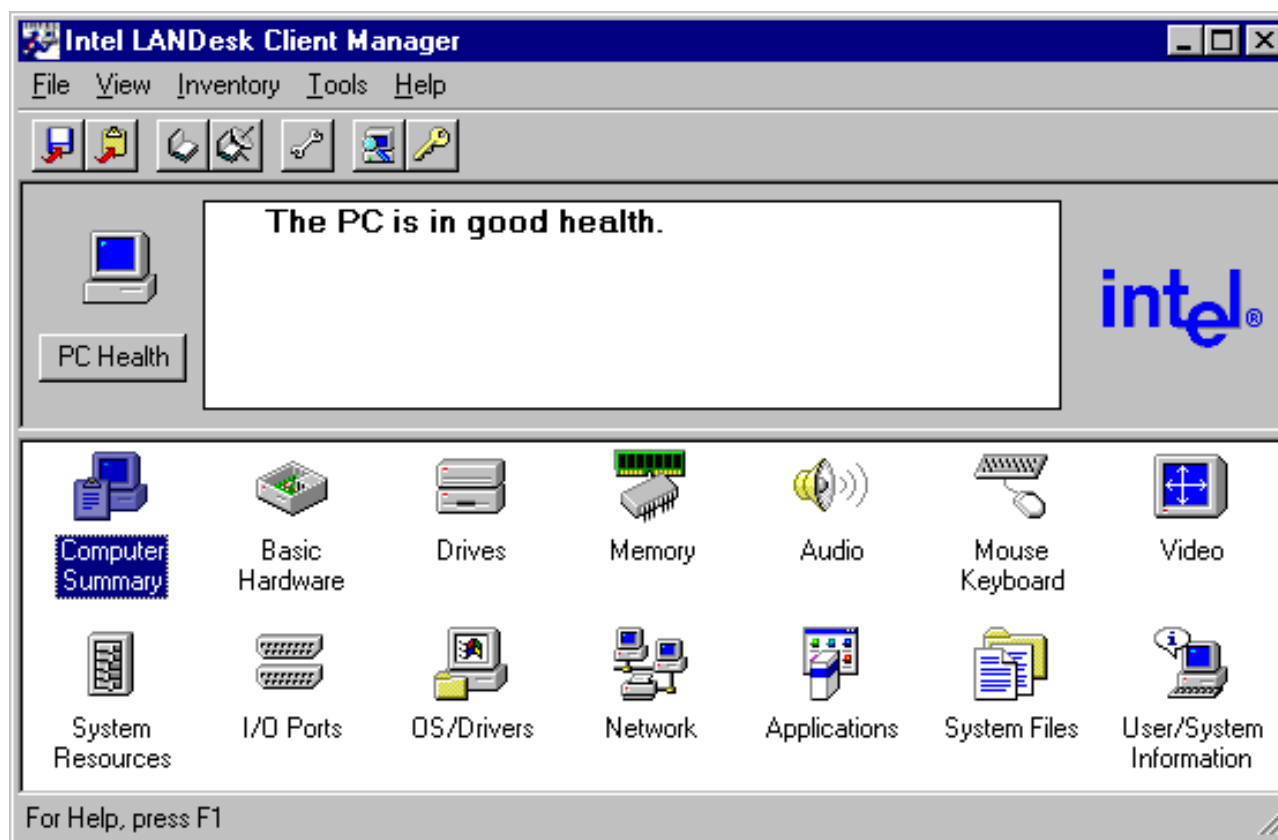 Intel LANDesk Client Manager
File View Inventory Tools Help
The PC is in good health.
PC Health
intel®
Computer
Summary
Basic
Hardware
Drives
Memory
Audio
Mouse
Keyboard
Video
System
Resources
I/O Ports
OS/Drivers
Network
Applications
System Files
User/System
Information
For Help, press F1